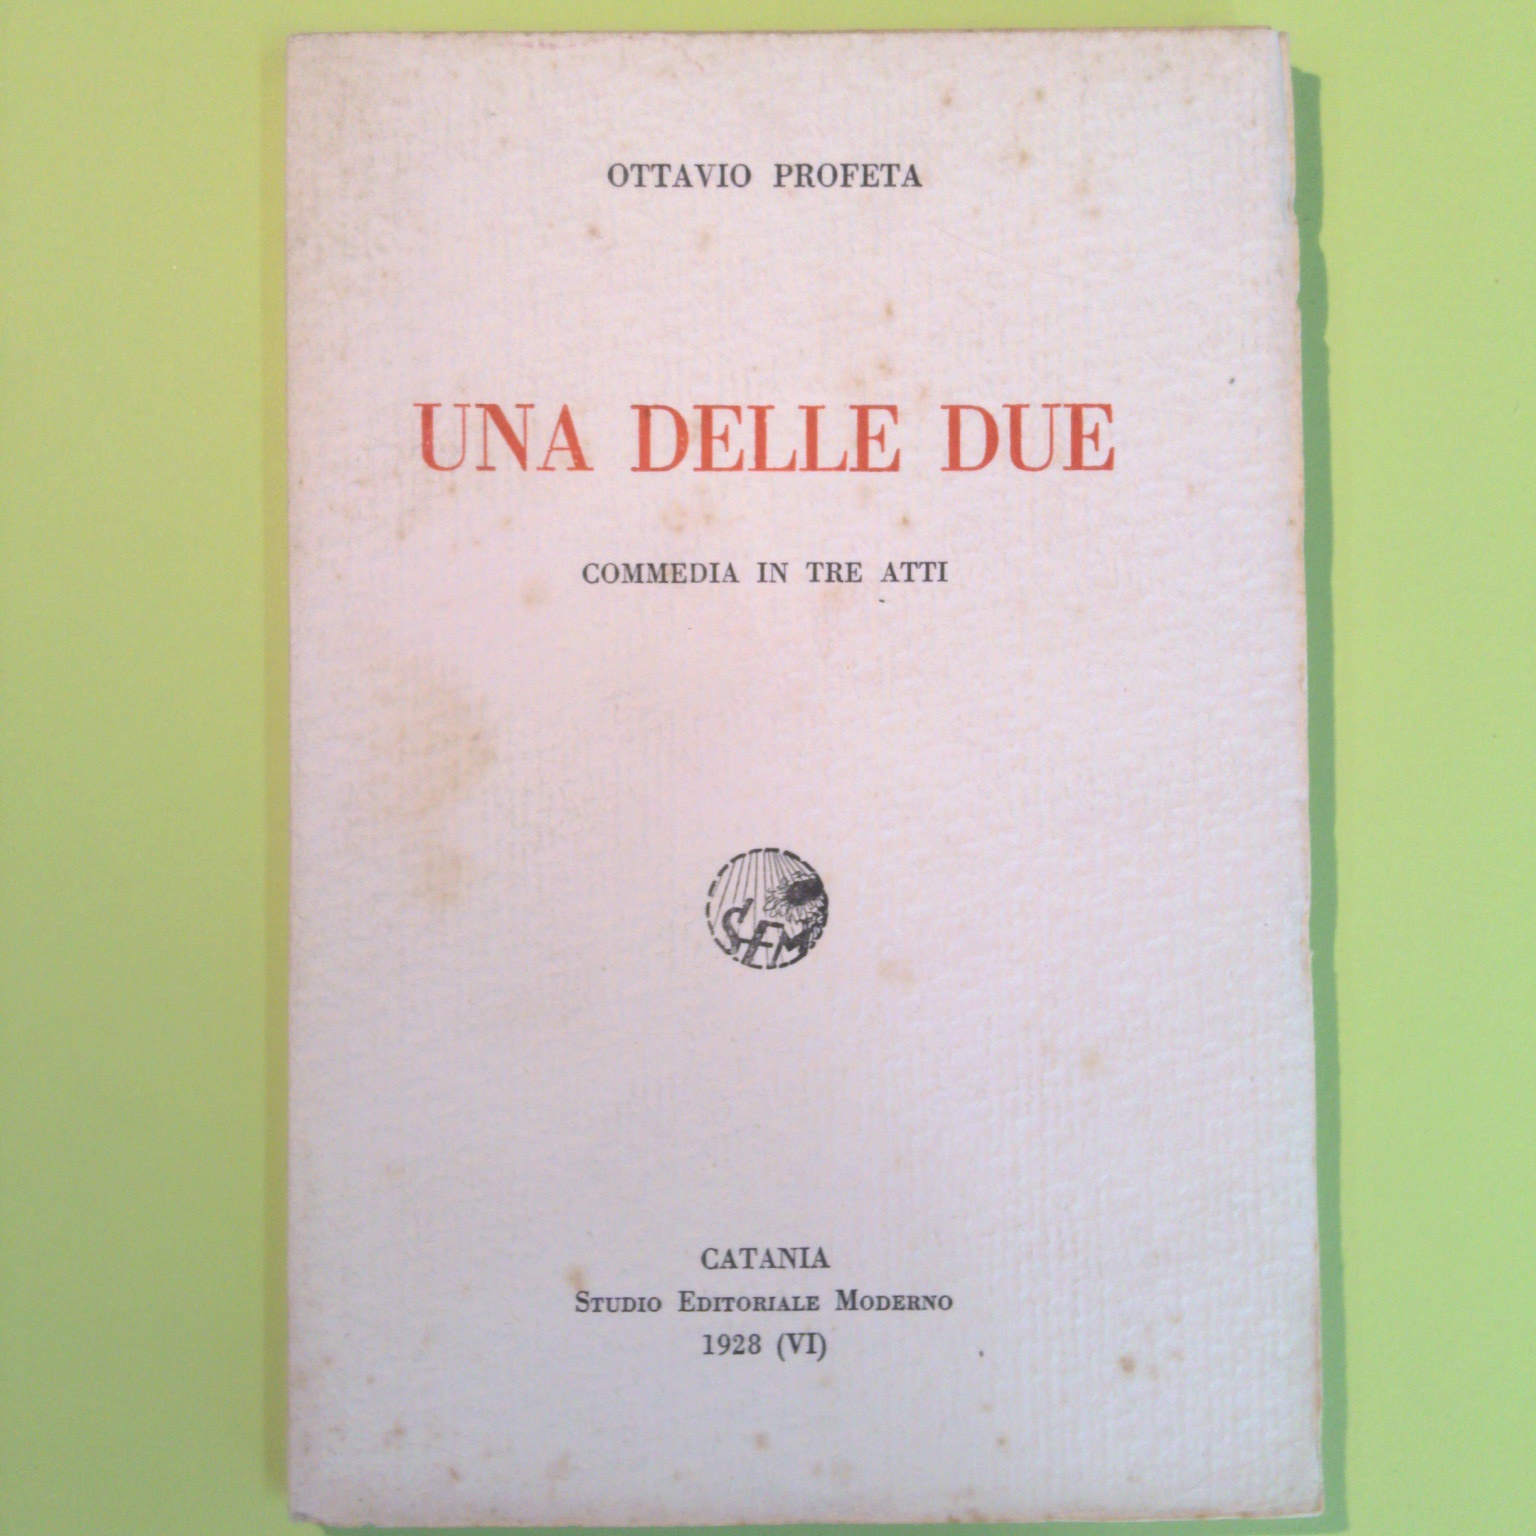 OTTAVIO PROFETA
UNA DELLE DUE
COMMEDIA IN TRE ATTI
SEM
CATANIA
STUDIO EDITORIALE MODERNO
1928 (VI)